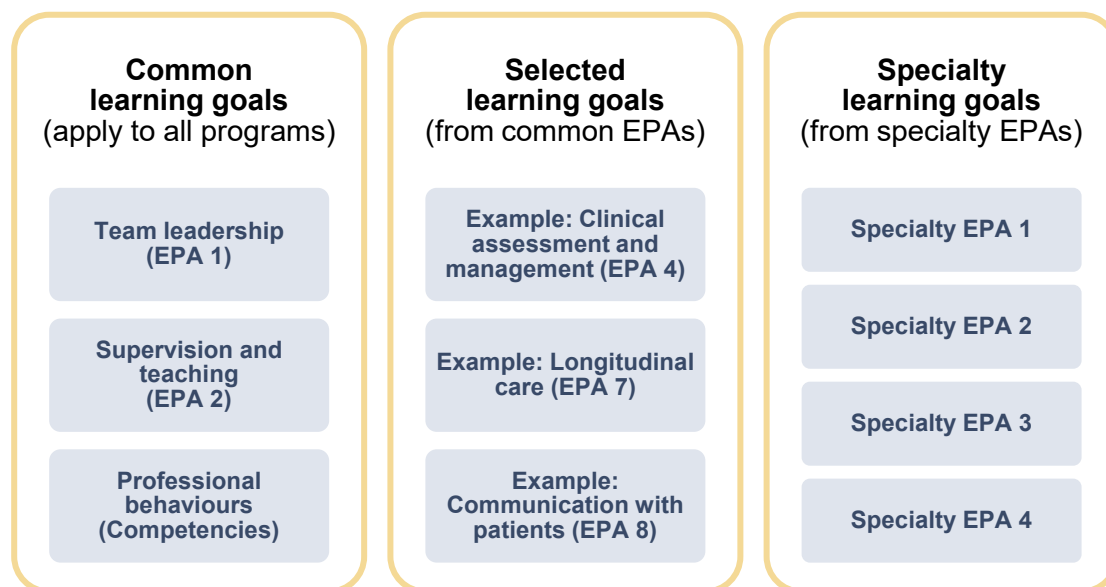 Common
learning goals
(apply to all programs)
Team leadership
(EPA 1)
Supervision and
teaching
(EPA 2)
Professional
behaviours
(Competencies)
Selected
learning goals
(from common EPAs)
Example: Clinical
assessment and
management (EPA 4)
Example: Longitudinal
care (EPA 7)
Example:
Communication with
patients (EPA 8)
Specialty
learning goals
(from specialty EPAs)
Specialty EPA 1
Specialty EPA 2
Specialty EPA 3
Specialty EPA 4